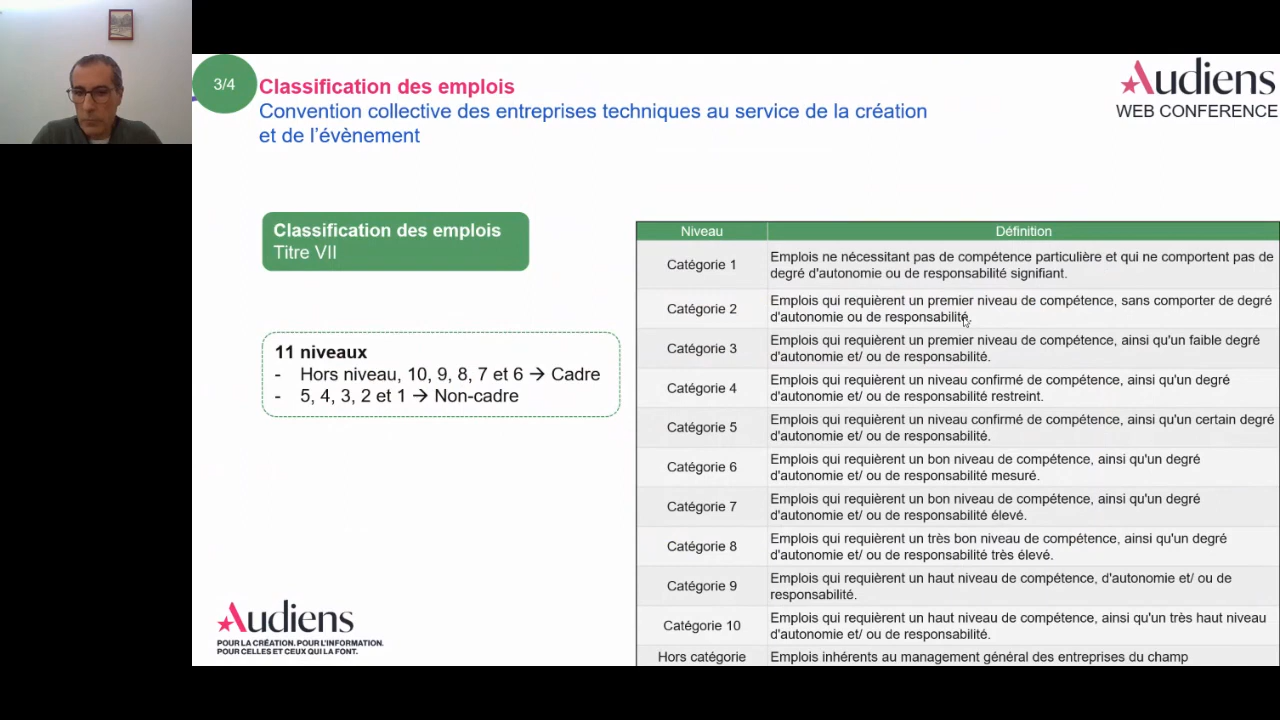 3/4
Classification des emplois
Convention collective des entreprises techniques au service de la création
et de l'évènement
Audiens
WEB CONFERENCE
Classification des emplois
Titre VII
11 niveaux
- Hors niveau, 10, 9, 8, 7 et 6 → Cadre
- 5, 4, 3, 2 et 1 → Non-cadre
Niveau Définition
Catégorie 1 Emplois ne nécessitant pas de compétence particulière et qui ne comportent pas de
degré d'autonomie ou de responsabilité signifiant.
Catégorie 2 Emplois qui requièrent un premier niveau de compétence, sans comporter de degré
d'autonomie ou de responsabilité.
Catégorie 3 Emplois qui requièrent un premier niveau de compétence, ainsi qu'un faible degré
d'autonomie et/ ou de responsabilité.
Catégorie 4 Emplois qui requièrent un niveau confirmé de compétence, ainsi qu'un degré
d'autonomie et/ ou de responsabilité restreint.
Catégorie 5 Emplois qui requièrent un niveau confirmé de compétence, ainsi qu'un certain degré
d'autonomie et/ ou de responsabilité.
Catégorie 6 Emplois qui requièrent un bon niveau de compétence, ainsi qu'un degré
d'autonomie et/ ou de responsabilité mesuré.
Catégorie 7 Emplois qui requièrent un bon niveau de compétence, ainsi qu'un degré
d'autonomie et/ ou de responsabilité élevé.
Catégorie 8 Emplois qui requièrent un très bon niveau de compétence, ainsi qu'un degré
d'autonomie et/ ou de responsabilité très élevé.
Catégorie 9 Emplois qui requièrent un haut niveau de compétence, d'autonomie et/ ou de
responsabilité.
Catégorie 10 Emplois qui requièrent un haut niveau de compétence, ainsi qu'un très haut niveau
d'autonomie et/ ou de responsabilité.
Hors catégorie Emplois inhérents au management général des entreprises du champ
Audiens
POUR LA CRÉATION. POUR L'INFORMATION.
POUR CELLES ET CEUX QUI LA FONT.